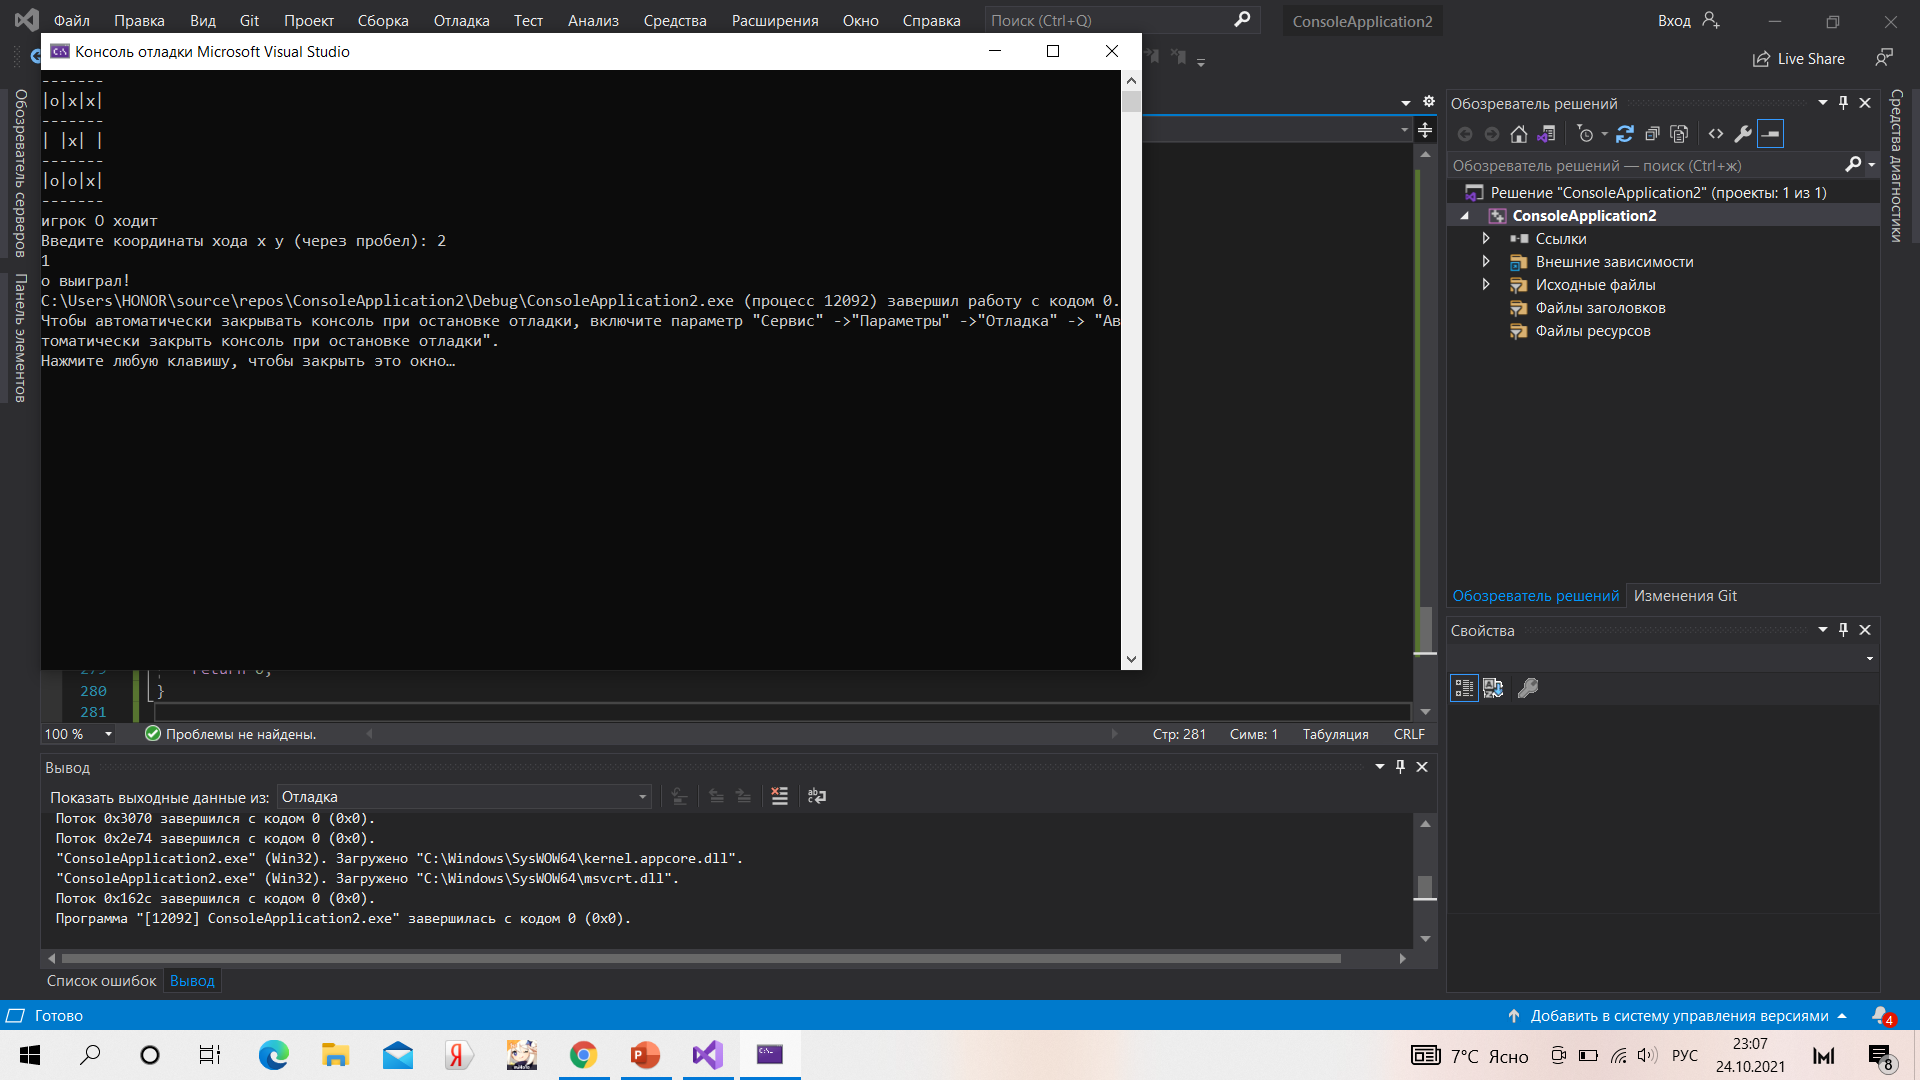 Файл Правка Вид Git Проект Сборка Отладка Тест Анализ Средства Расширения Окно Справка Поиск (Ctrl+Q) ConsoleApplication2 Вход
Live Share
Консоль отладки Microsoft Visual Studio
-------
|o|x|x|
-------
| |x| |
-------
|o|o|x|
-------
игрок О ходит
Введите координаты хода x y (через пробел): 2
1
о выиграл!
C:\Users\HONOR\source\repos\ConsoleApplication2\Debug\ConsoleApplication2.exe (процесс 12092) завершил работу с кодом 0.
Чтобы автоматически закрывать консоль при остановке отладки, включите параметр "Сервис" ->"Параметры" ->"Отладка" -> "Ав
томатически закрыть консоль при остановке отладки".
Нажмите любую клавишу, чтобы закрыть это окно…
Обозреватель серверов
Панель элементов
280 }
281
100 % Проблемы не найдены. Стр: 281 Симв: 1 Табуляция CRLF
Вывод
Показать выходные данные из: Отладка
Поток 0x3070 завершился с кодом 0 (0x0).
Поток 0x2e74 завершился с кодом 0 (0x0).
"ConsoleApplication2.exe" (Win32). Загружено "C:\Windows\SysWOW64\kernel.appcore.dll".
"ConsoleApplication2.exe" (Win32). Загружено "C:\Windows\SysWOW64\msvcrt.dll".
Поток 0x162c завершился с кодом 0 (0x0).
Программа "[12092] ConsoleApplication2.exe" завершилась с кодом 0 (0x0).
Список ошибок Вывод
Обозреватель решений
Обозреватель решений — поиск (Ctrl+ж)
Решение "ConsoleApplication2" (проекты: 1 из 1)
ConsoleApplication2
Ссылки
Внешние зависимости
Исходные файлы
Файлы заголовков
Файлы ресурсов
Обозреватель решений Изменения Git
Свойства
Средства диагностики
Готово Добавить в систему управления версиями 4
7°C Ясно РУС 23:07
24.10.2021
8